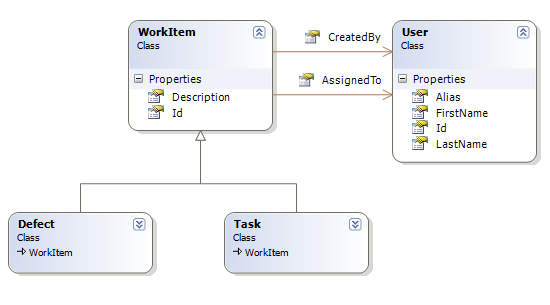 WorkItem
Class
Properties
Description
Id
CreatedBy
AssignedTo
User
Class
Properties
Alias
FirstName
Id
LastName
Defect
Class
WorkItem
Task
Class
WorkItem